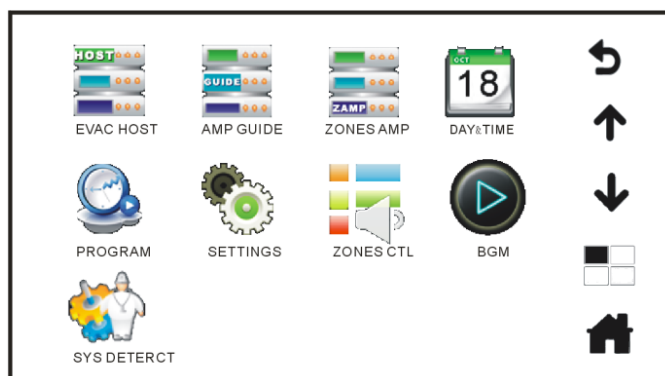 HOST
GUIDE
ZAMP
OCT
18
EVAC HOST
AMP GUIDE
ZONES AMP
DAY&TIME
PROGRAM
SETTINGS
ZONES CTL
BGM
SYS DETERCT